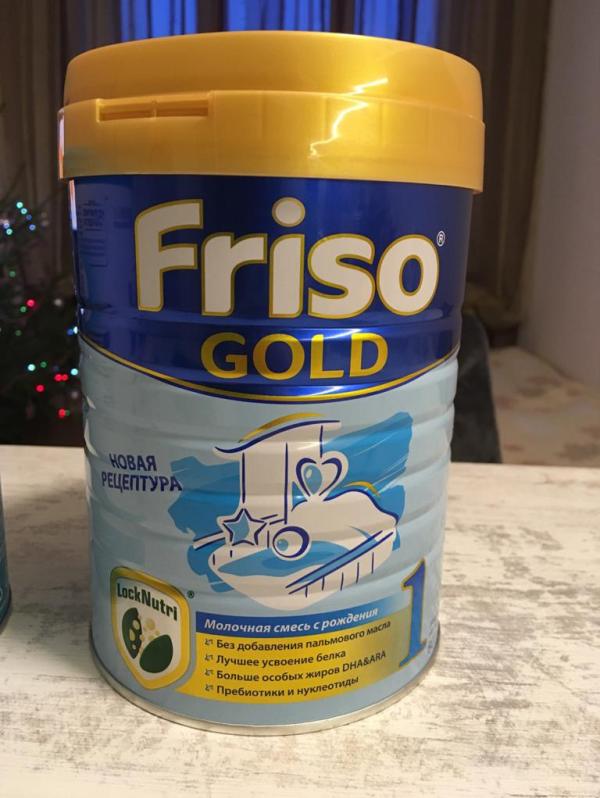 Friso®
GOLD
НОВАЯ
РЕЦЕПТУРА
LockNutri®
Молочная смесь с рождения
Без добавления пальмового масла
Лучшее усвоение белка
Больше особых жиров DHA&ARA
Пребиотики и нуклеотиды
1